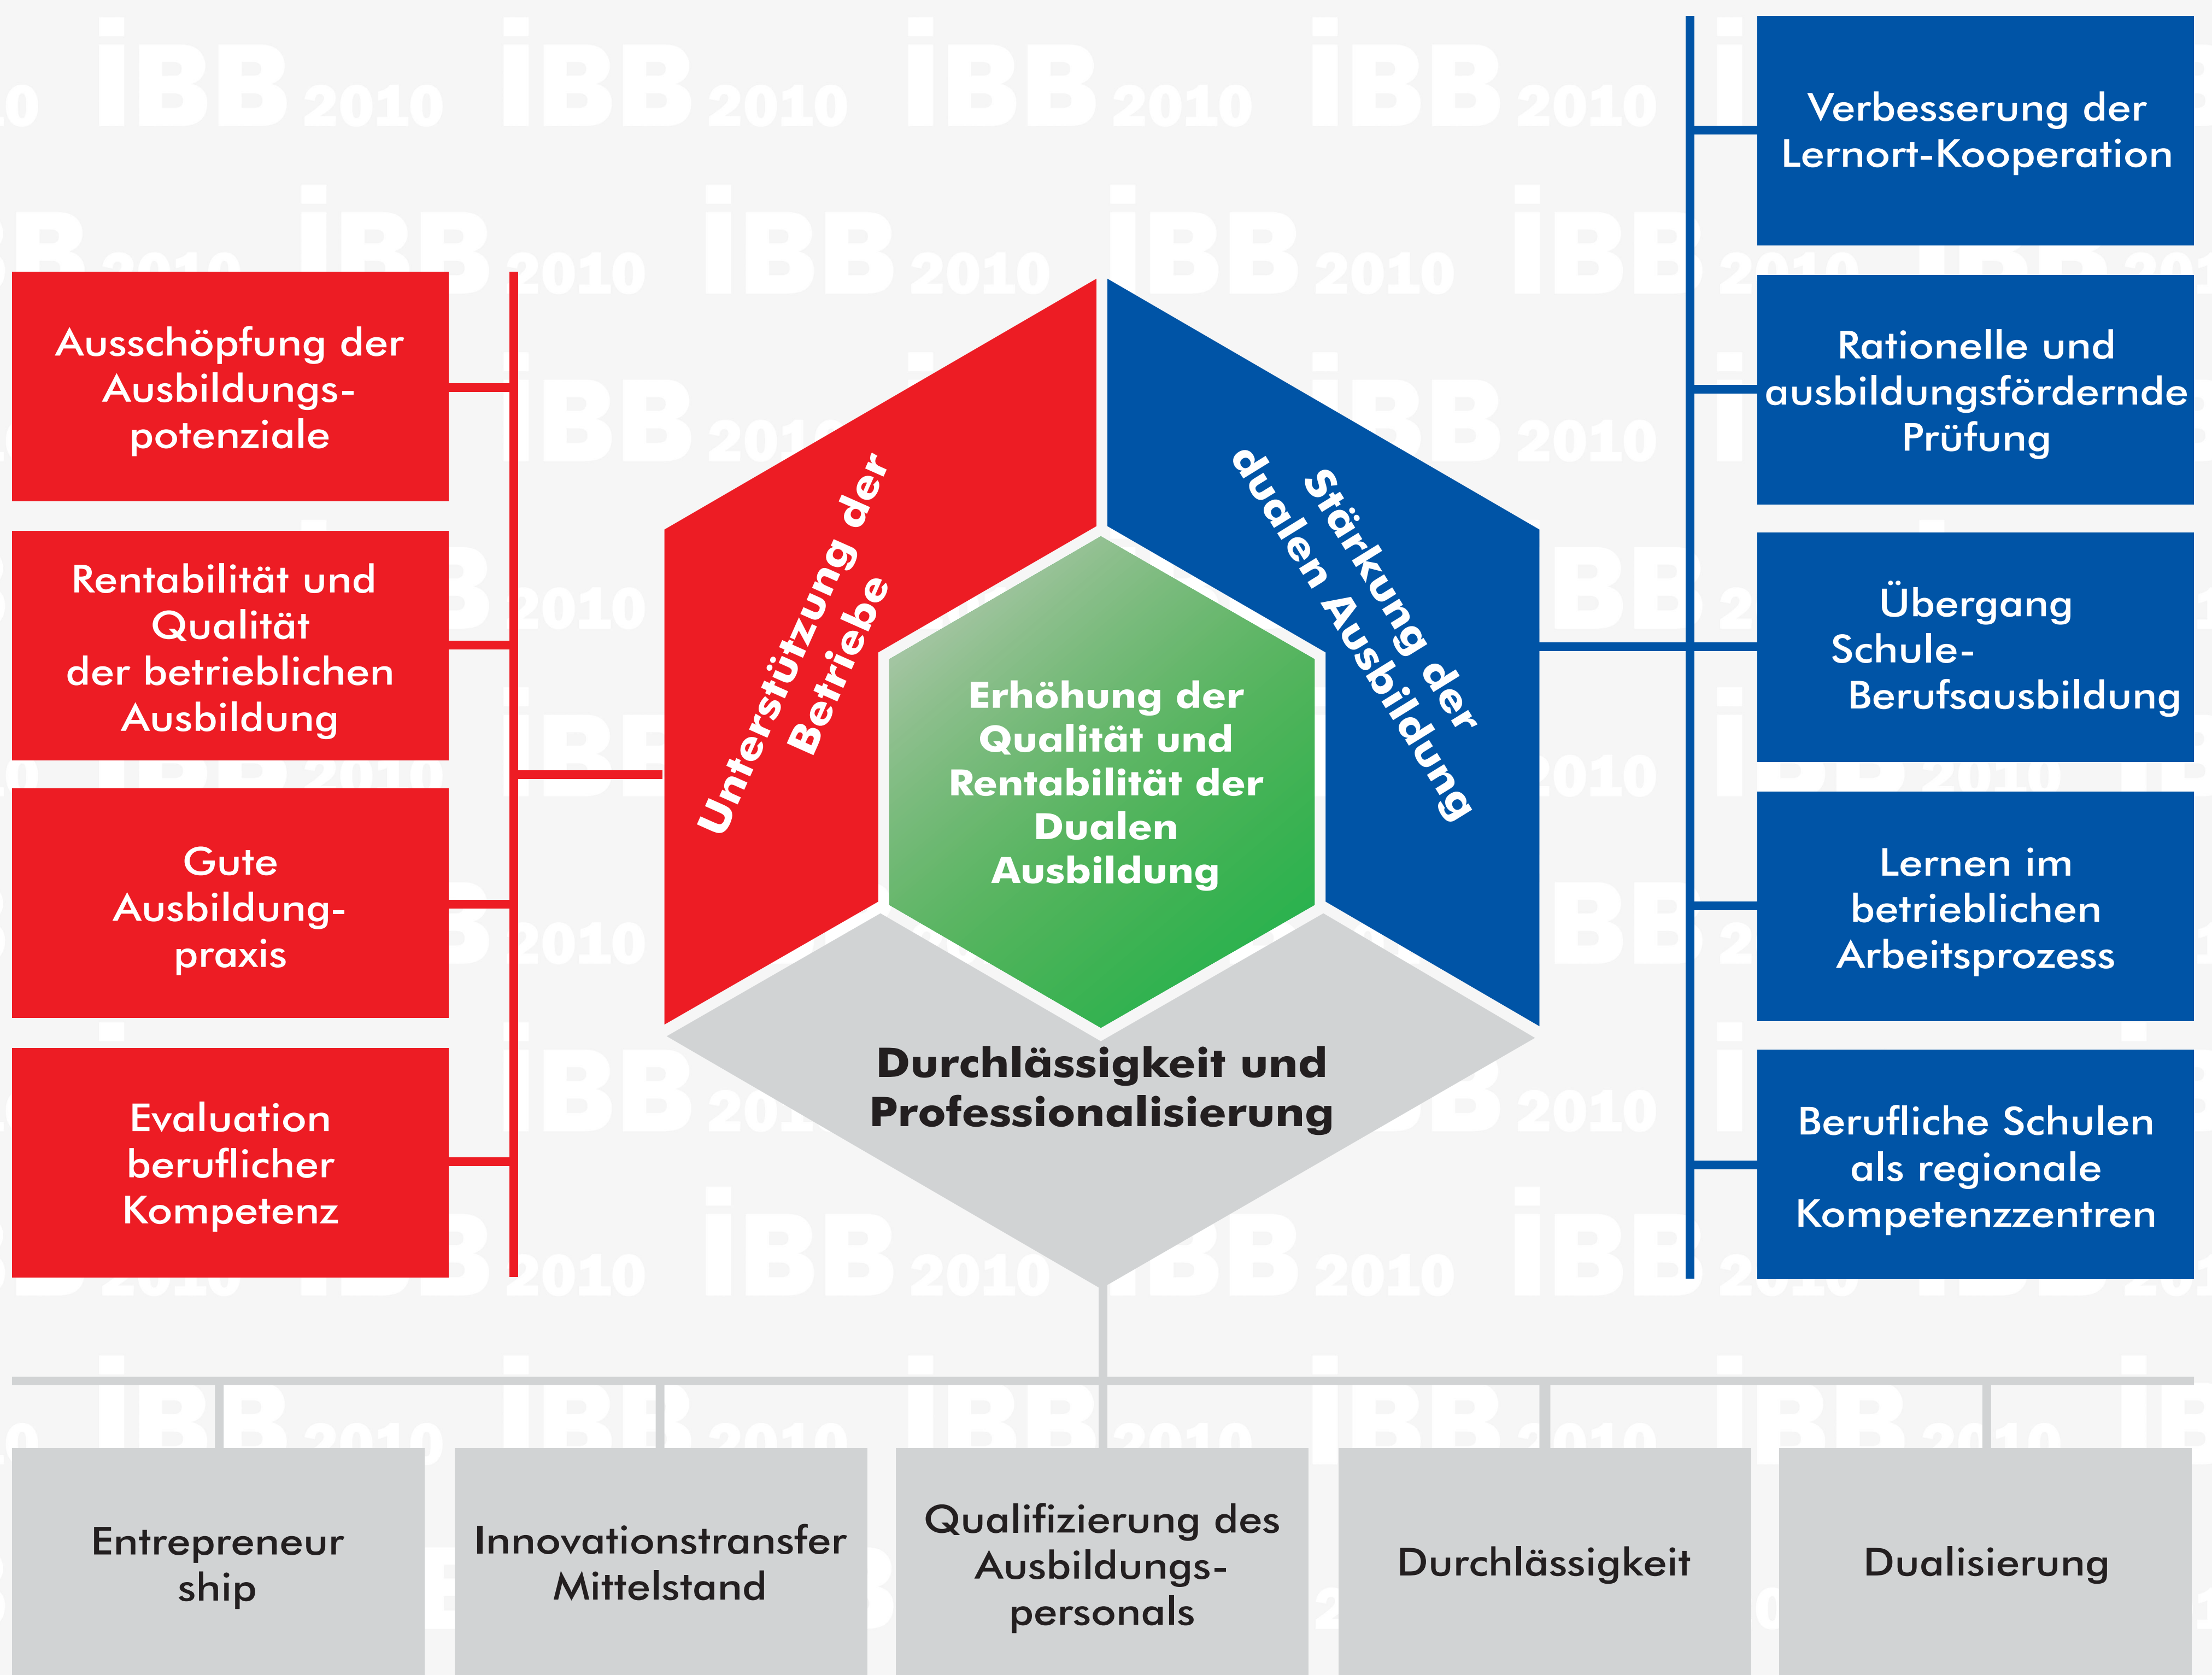 Ausschöpfung der
Ausbildungs-
potenziale
Rentabilität und
Qualität
der betrieblichen
Ausbildung
Gute
Ausbildung-
praxis
Evaluation
beruflicher
Kompetenz
Unterstützung der
Betriebe
Stärkung der
dualen Ausbildung
Erhöhung der
Qualität und
Rentabilität der
Dualen
Ausbildung
Durchlässigkeit und
Professionalisierung
Verbesserung der
Lernort-Kooperation
Rationelle und
ausbildungsfördernde
Prüfung
Übergang
Schule-
Berufsausbildung
Lernen im
betrieblichen
Arbeitsprozess
Berufliche Schulen
als regionale
Kompetenzzentren
Entrepreneur
ship
Innovationstransfer
Mittelstand
Qualifizierung des
Ausbildungs-
personals
Durchlässigkeit
Dualisierung
iBB 2010